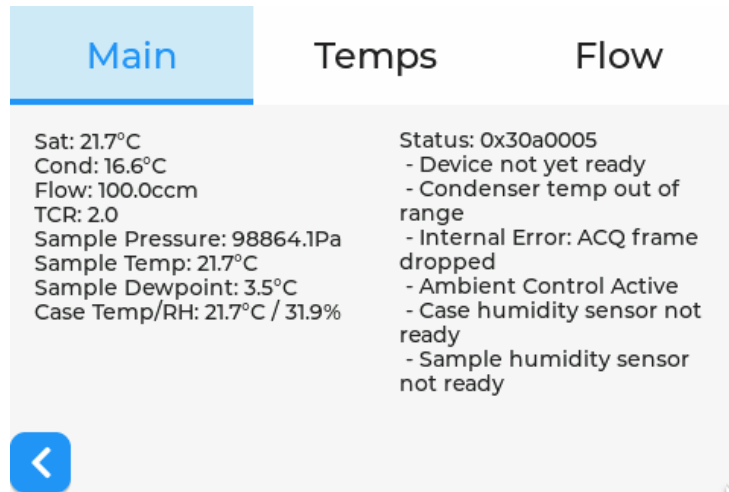 Main
Temps
Flow
Sat: 21.7°C
Cond: 16.6°C
Flow: 100.0ccm
TCR: 2.0
Sample Pressure: 98864.1Pa
Sample Temp: 21.7°C
Sample Dewpoint: 3.5°C
Case Temp/RH: 21.7°C / 31.9%
Status: 0x30a0005
- Device not yet ready
- Condenser temp out of
range
- Internal Error: ACQ frame
dropped
- Ambient Control Active
- Case humidity sensor not
ready
- Sample humidity sensor
not ready